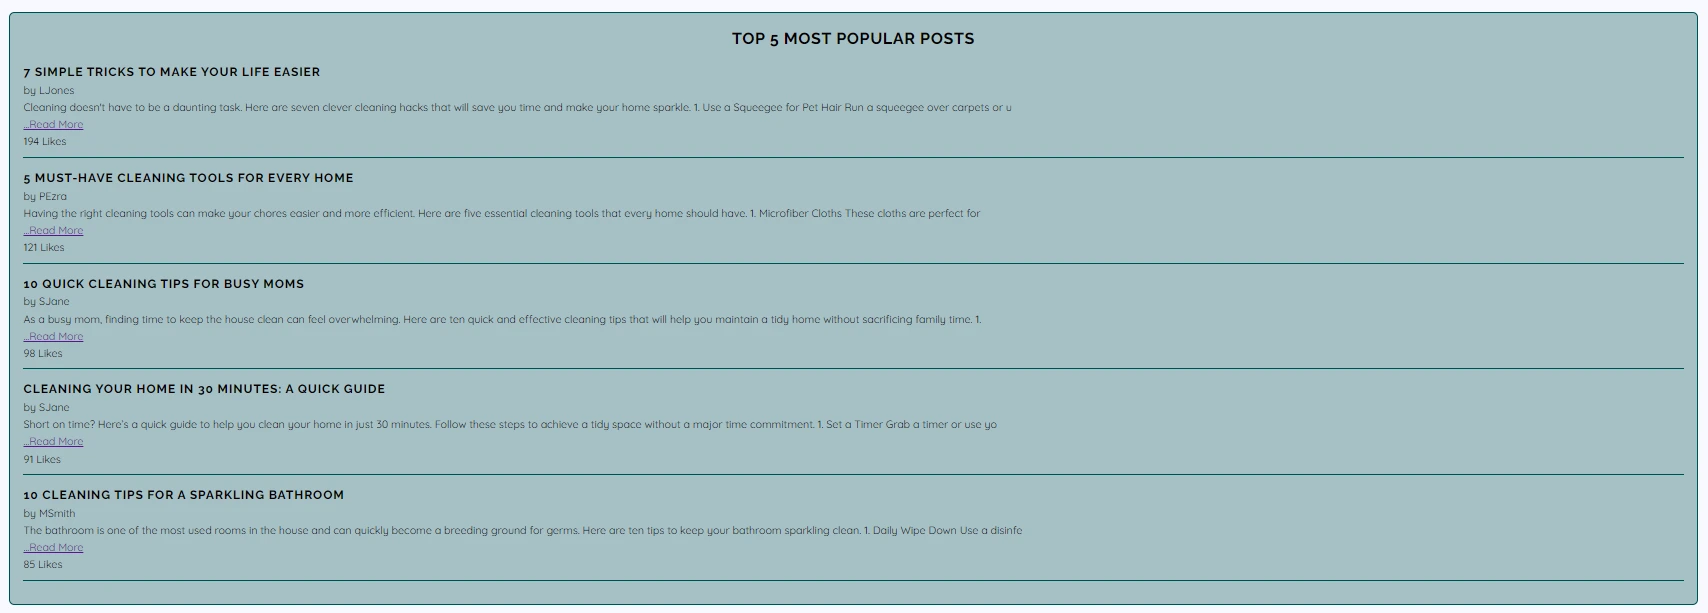 TOP 5 MOST POPULAR POSTS
7 SIMPLE TRICKS TO MAKE YOUR LIFE EASIER
by LJones
Cleaning doesn't have to be a daunting task. Here are seven clever cleaning hacks that will save you time and make your home sparkle. 1. Use a Squeegee for Pet Hair Run a squeegee over carpets or u
...Read More
194 Likes
5 MUST-HAVE CLEANING TOOLS FOR EVERY HOME
by PEzra
Having the right cleaning tools can make your chores easier and more efficient. Here are five essential cleaning tools that every home should have. 1. Microfiber Cloths These cloths are perfect for
...Read More
121 Likes
10 QUICK CLEANING TIPS FOR BUSY MOMS
by SJane
As a busy mom, finding time to keep the house clean can feel overwhelming. Here are ten quick and effective cleaning tips that will help you maintain a tidy home without sacrificing family time. 1.
...Read More
98 Likes
CLEANING YOUR HOME IN 30 MINUTES: A QUICK GUIDE
by SJane
Short on time? Here's a quick guide to help you clean your home in just 30 minutes. Follow these steps to achieve a tidy space without a major time commitment. 1. Set a Timer Grab a timer or use yo
...Read More
91 Likes
10 CLEANING TIPS FOR A SPARKLING BATHROOM
by MSmith
The bathroom is one of the most used rooms in the house and can quickly become a breeding ground for germs. Here are ten tips to keep your bathroom sparkling clean. 1. Daily Wipe Down Use a disinfe
...Read More
85 Likes